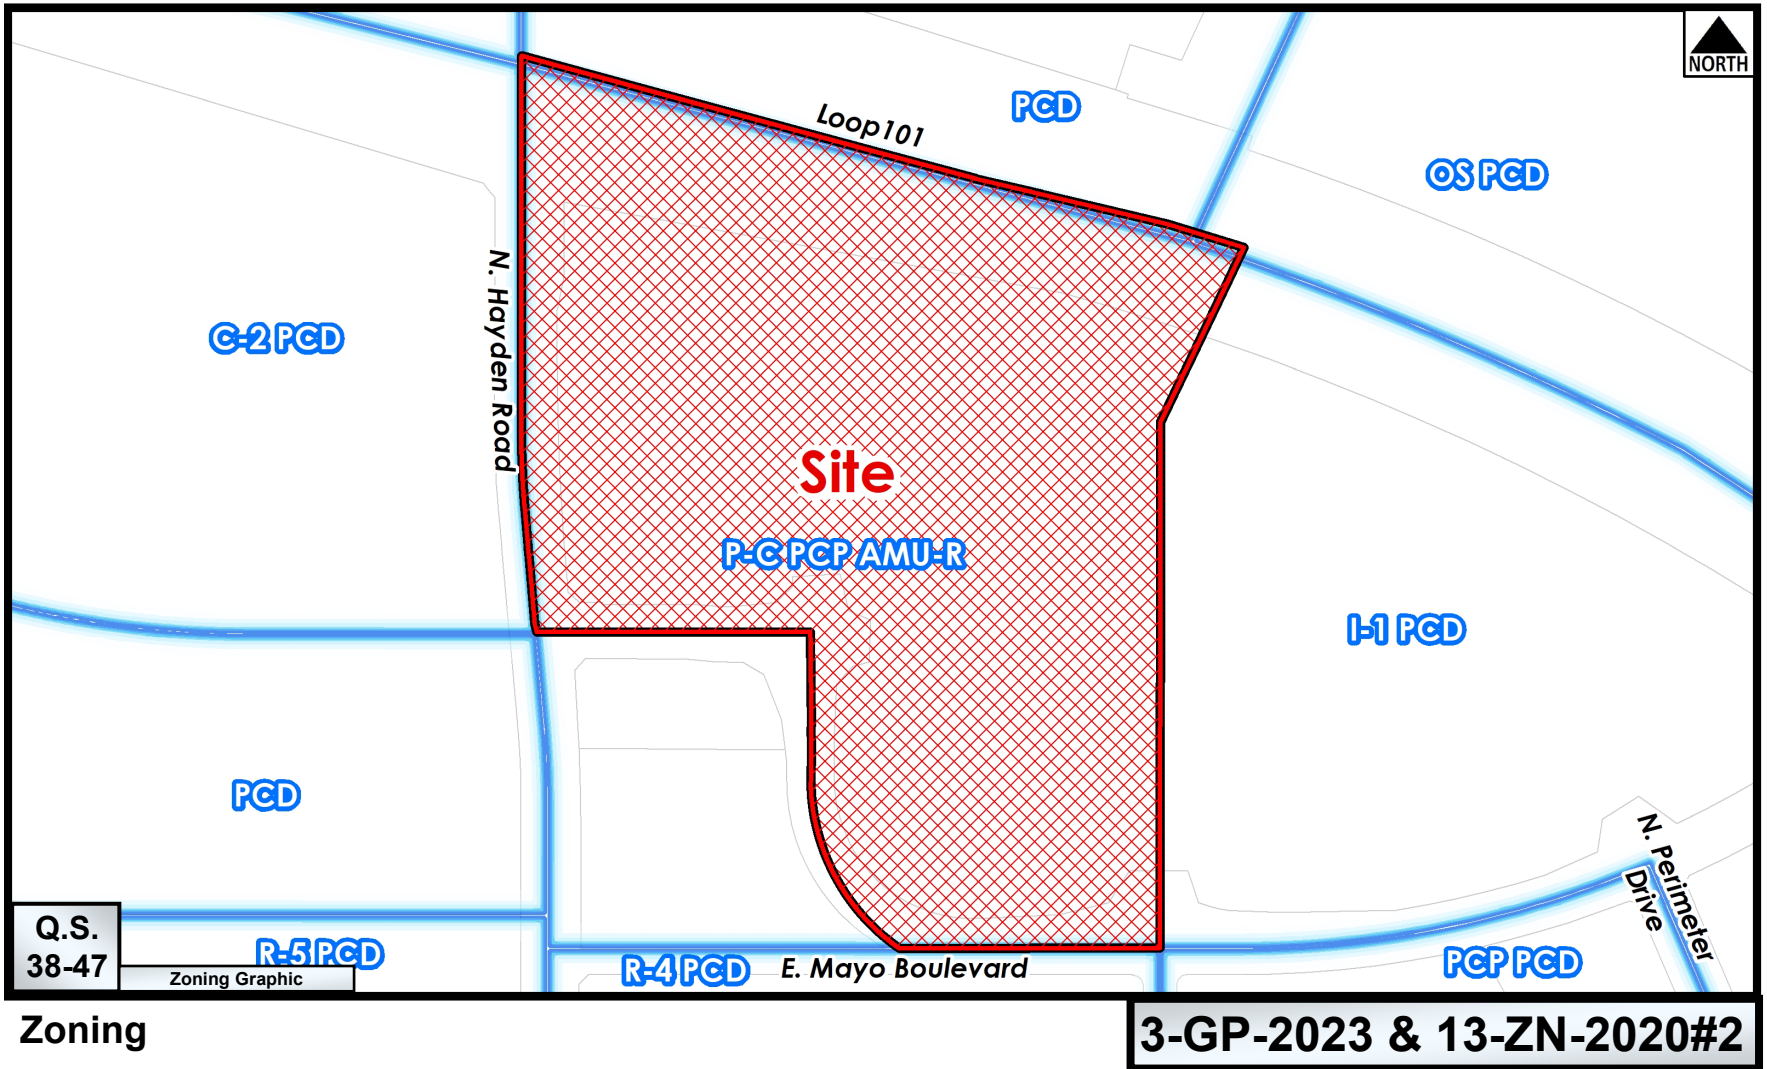 NORTH
PCD
Loop101
OS PCD
N. Hayden Road
C-2 PCD
Site
P-C PCP AMU-R
I-1 PCD
PCD
N. Perimeter
Drive
Q.S.
38-47
R-5 PCD
Zoning Graphic
R-4 PCD
E. Mayo Boulevard
PCP PCD
Zoning
3-GP-2023 & 13-ZN-2020#2